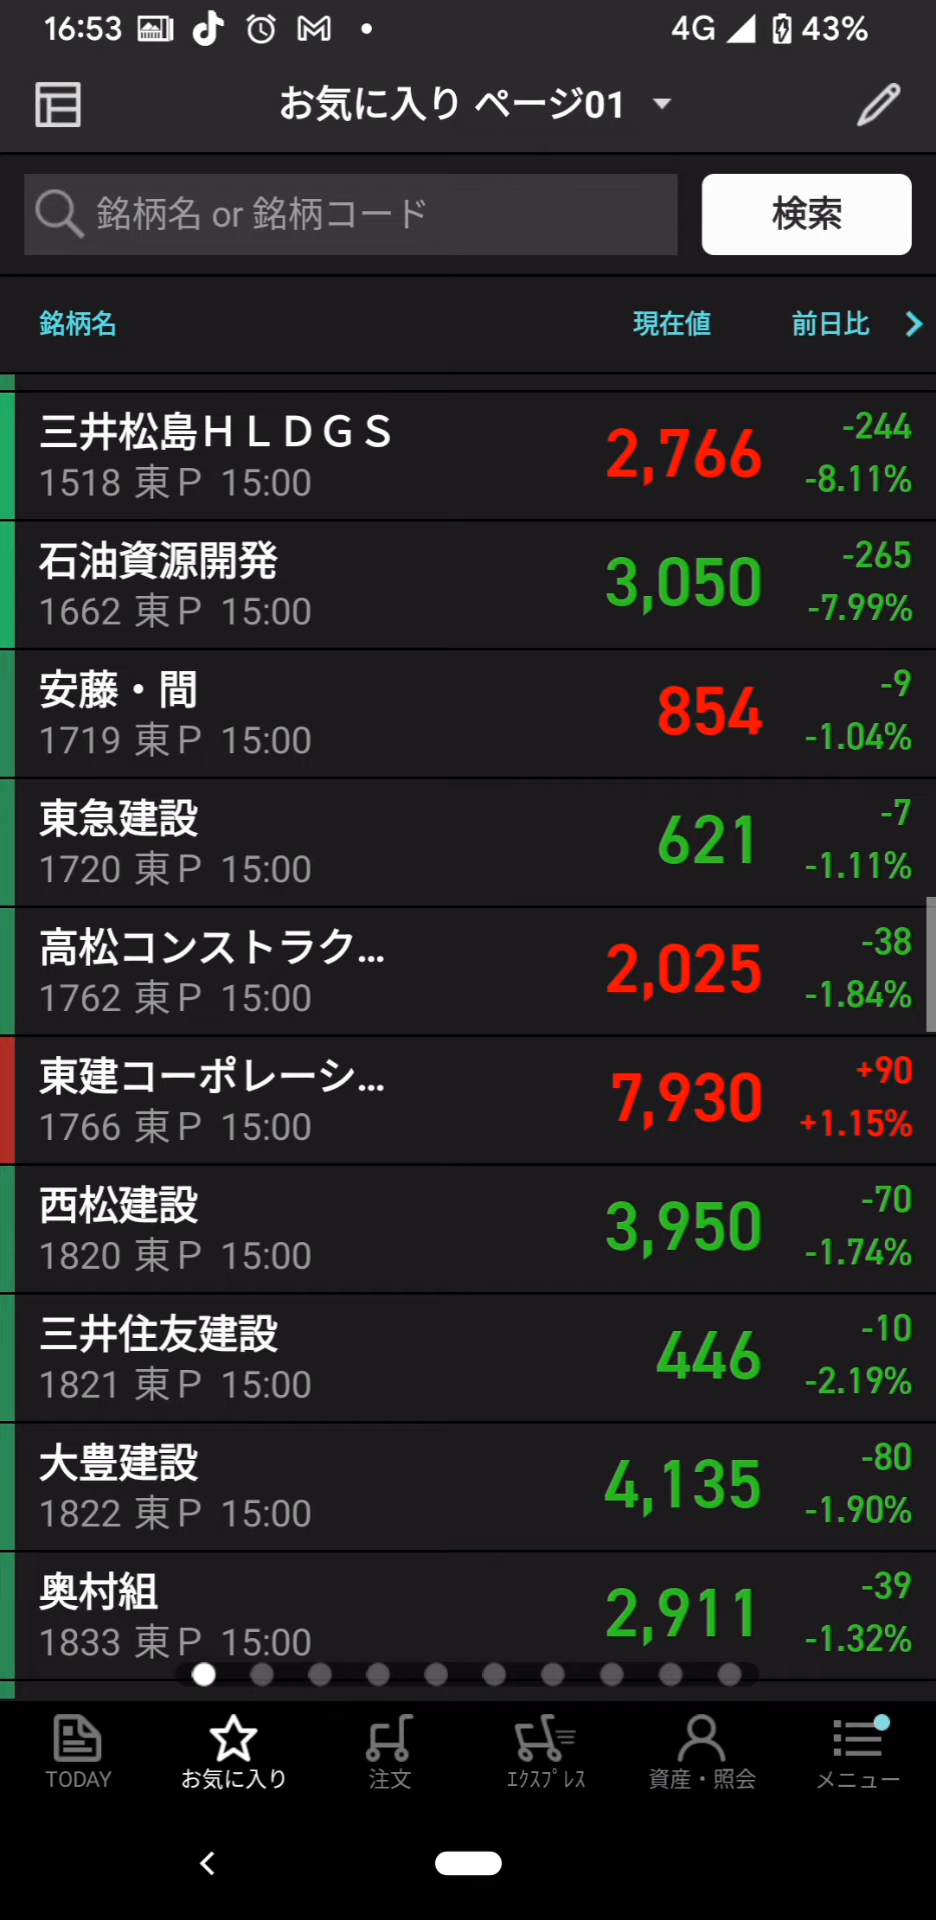 16:53 4G 43%
お気に入り ページ01
銘柄名 or 銘柄コード 検索
銘柄名 現在値 前日比
三井松島ＨＬＤＧＳ 2,766 -244
1518 東Ｐ 15:00 -8.11%
石油資源開発 3,050 -265
1662 東Ｐ 15:00 -7.99%
安藤・間 854 -9
1719 東Ｐ 15:00 -1.04%
東急建設 621 -7
1720 東Ｐ 15:00 -1.11%
高松コンストラク... 2,025 -38
1762 東Ｐ 15:00 -1.84%
東建コーポレーシ... 7,930 +90
1766 東Ｐ 15:00 +1.15%
西松建設 3,950 -70
1820 東Ｐ 15:00 -1.74%
三井住友建設 446 -10
1821 東Ｐ 15:00 -2.19%
大豊建設 4,135 -80
1822 東Ｐ 15:00 -1.90%
奥村組 2,911 -39
1833 東Ｐ 15:00 -1.32%
TODAY お気に入り 注文 ｴｸｽﾌﾟﾚｽ 資産・照会 メニュー